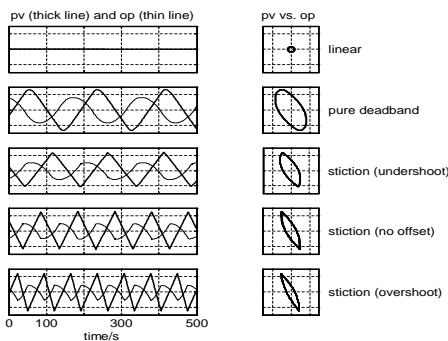 pv (thick line) and op (thin line)
pv vs. op
linear
pure deadband
stiction (undershoot)
stiction (no offset)
stiction (overshoot)
0 100 300 500
time/s